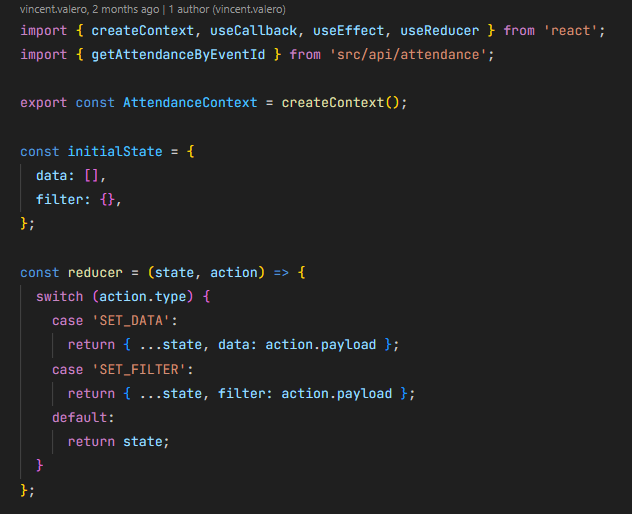 vincent.valero, 2 months ago | 1 author (vincent.valero)
import { createContext, useCallback, useEffect, useReducer } from 'react';
import { getAttendanceByEventId } from 'src/api/attendance';

export const AttendanceContext = createContext();

const initialState = {
  data: [],
  filter: {},
};

const reducer = (state, action) => {
  switch (action.type) {
    case 'SET_DATA':
      return { ...state, data: action.payload };
    case 'SET_FILTER':
      return { ...state, filter: action.payload };
    default:
      return state;
  }
};